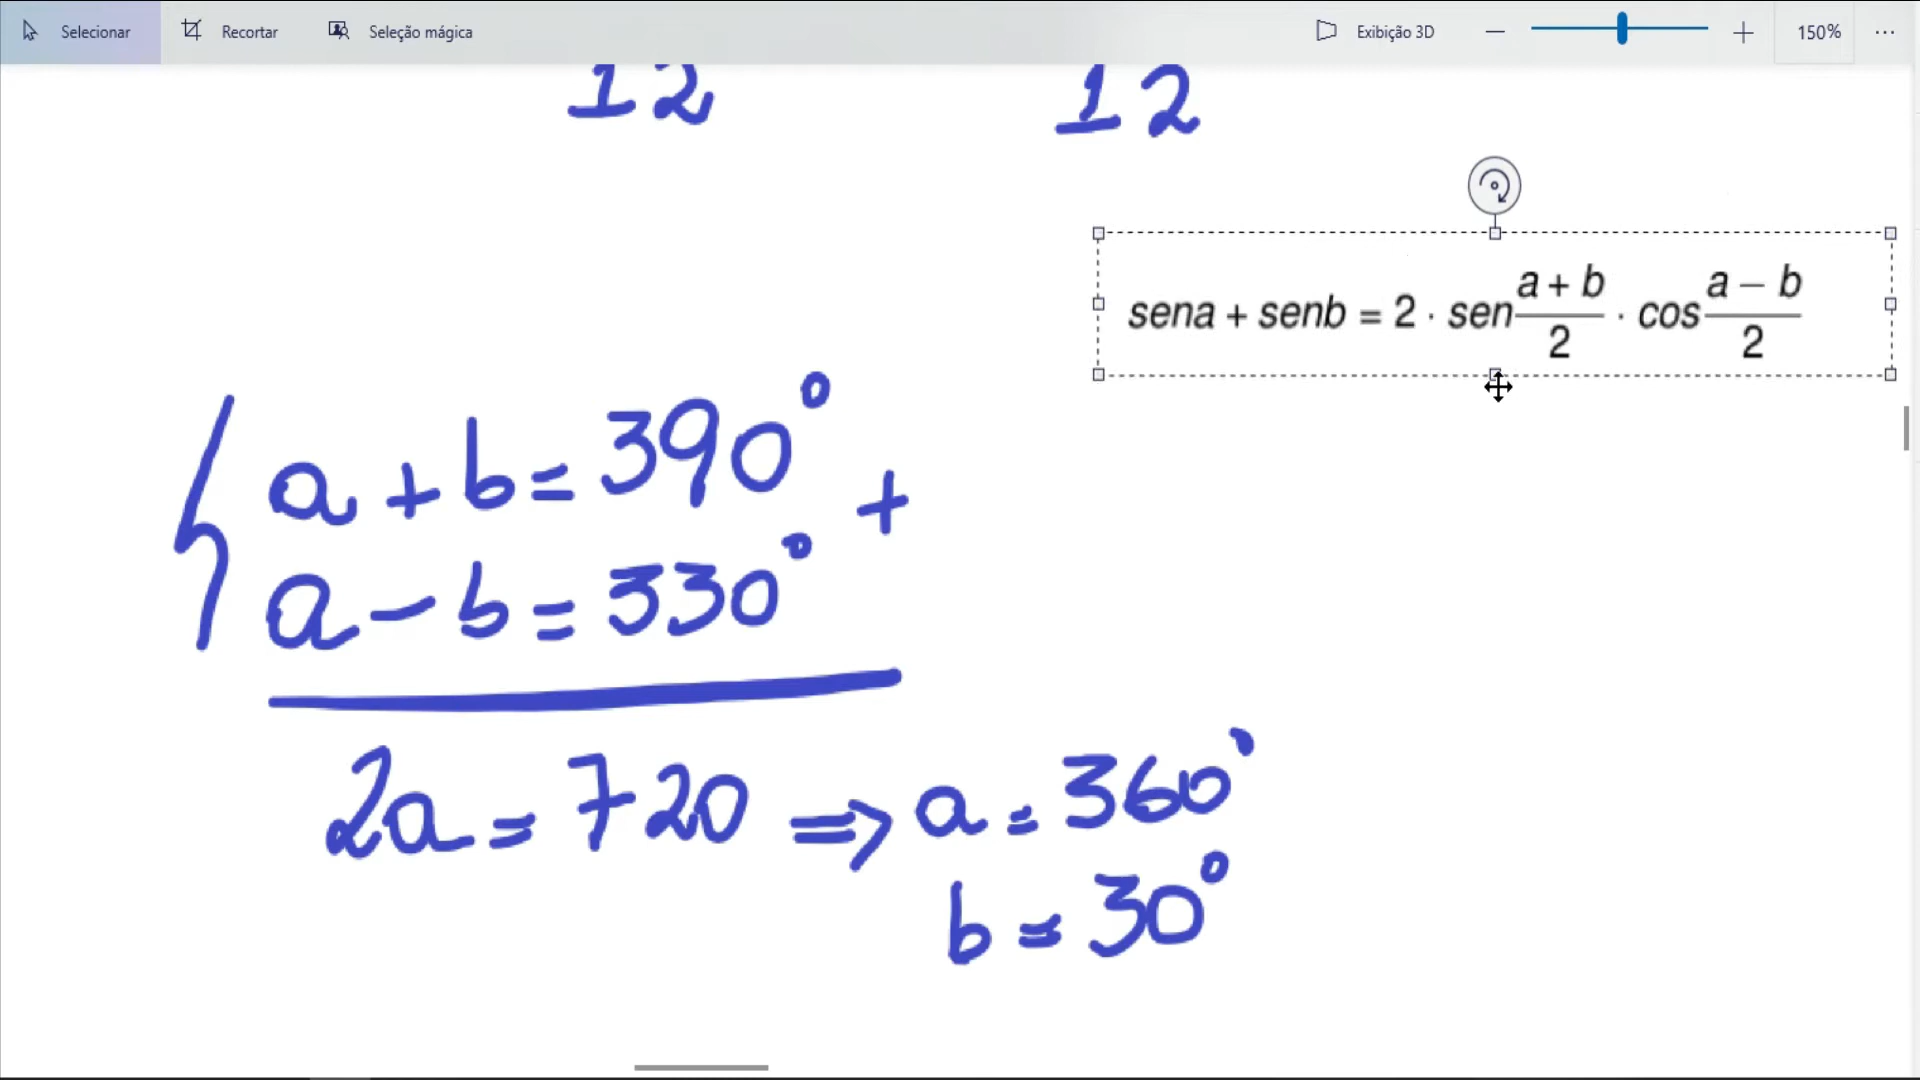 Selecionar Recortar Seleção mágica Exibição 3D 150%
12 12
sena + senb = 2 · sen a + b / 2 · cos a − b / 2
a + b = 390° +
a − b = 330°
2a = 720 ⇒ a = 360°
b = 30°